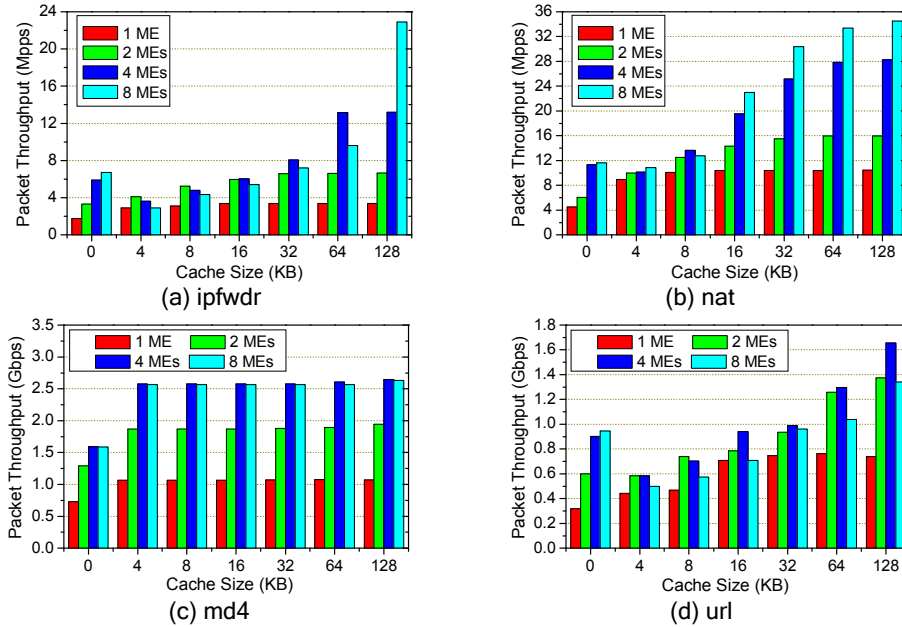 24
20
16
12
8
4
0
Packet Throughput (Mpps)
1 ME
2 MEs
4 MEs
8 MEs
0 4 8 16 32 64 128
Cache Size (KB)
(a) ipfwdr
36
32
28
24
20
16
12
8
4
0
Packet Throughput (Mpps)
1 ME
2 MEs
4 MEs
8 MEs
0 4 8 16 32 64 128
Cache Size (KB)
(b) nat
3.5
3.0
2.5
2.0
1.5
1.0
0.5
0.0
Packet Throughput (Gbps)
1 ME 2 MEs
4 MEs 8 MEs
0 4 8 16 32 64 128
Cache Size (KB)
(c) md4
1.8
1.6
1.4
1.2
1.0
0.8
0.6
0.4
0.2
0.0
Packet Throughput (Gbps)
1 ME 2 MEs
4 MEs 8 MEs
0 4 8 16 32 64 128
Cache Size (KB)
(d) url